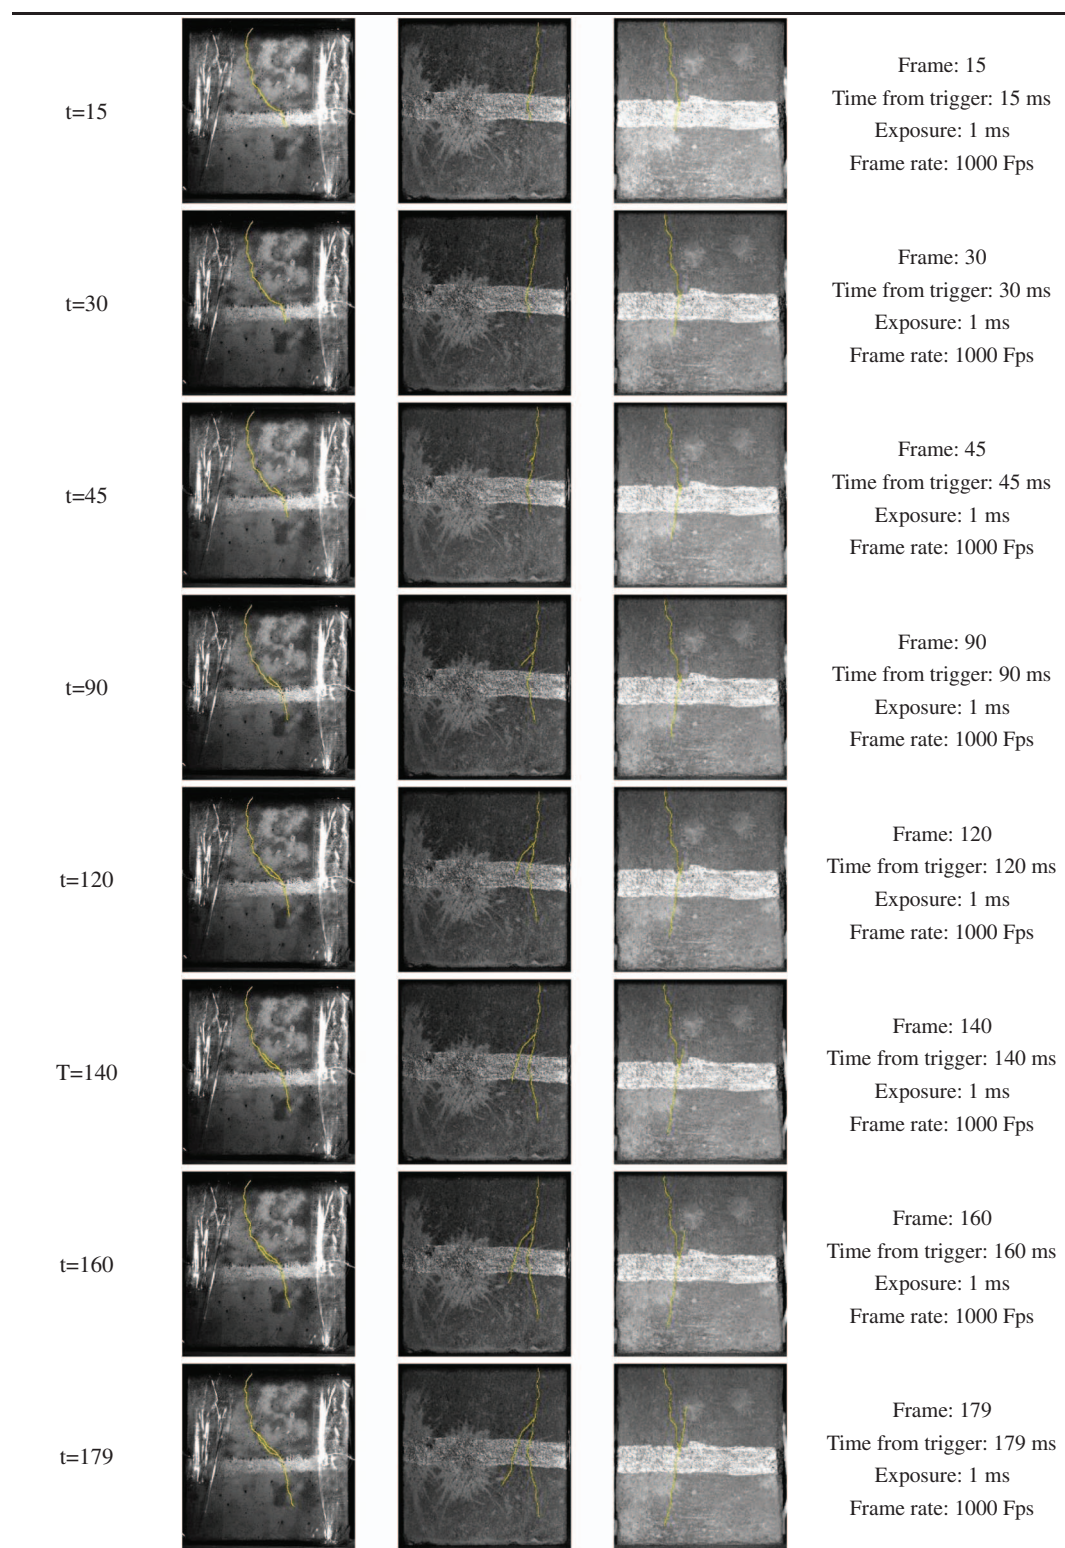 t=15
Frame: 15
Time from trigger: 15 ms
Exposure: 1 ms
Frame rate: 1000 Fps
t=30
Frame: 30
Time from trigger: 30 ms
Exposure: 1 ms
Frame rate: 1000 Fps
t=45
Frame: 45
Time from trigger: 45 ms
Exposure: 1 ms
Frame rate: 1000 Fps
t=90
Frame: 90
Time from trigger: 90 ms
Exposure: 1 ms
Frame rate: 1000 Fps
t=120
Frame: 120
Time from trigger: 120 ms
Exposure: 1 ms
Frame rate: 1000 Fps
T=140
Frame: 140
Time from trigger: 140 ms
Exposure: 1 ms
Frame rate: 1000 Fps
t=160
Frame: 160
Time from trigger: 160 ms
Exposure: 1 ms
Frame rate: 1000 Fps
t=179
Frame: 179
Time from trigger: 179 ms
Exposure: 1 ms
Frame rate: 1000 Fps